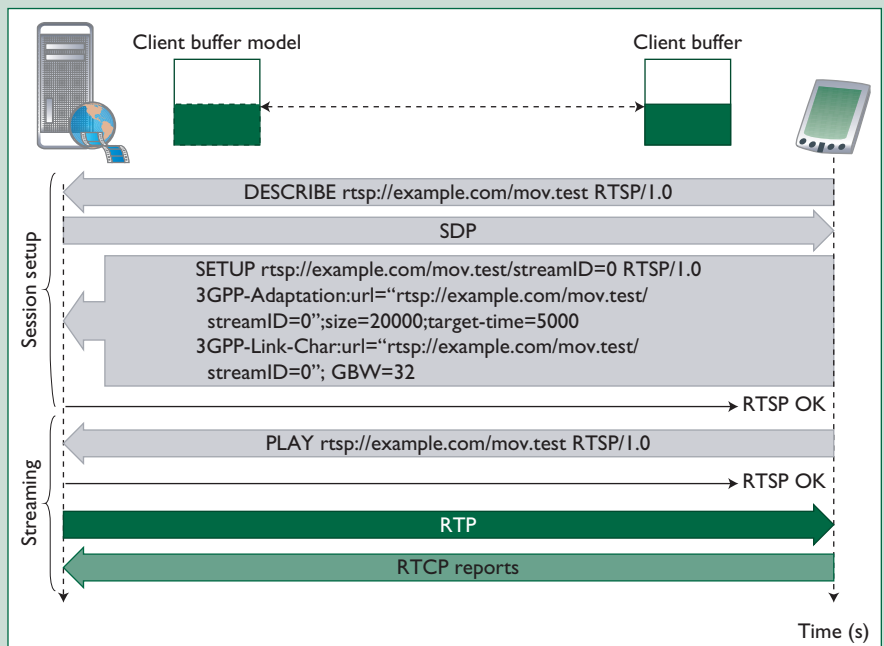 Client buffer model
Client buffer
Session setup
DESCRIBE rtsp://example.com/mov.test RTSP/1.0
SDP
SETUP rtsp://example.com/mov.test/streamID=0 RTSP/1.0
3GPP-Adaptation:url=“rtsp://example.com/mov.test/
streamID=0”;size=20000;target-time=5000
3GPP-Link-Char:url=“rtsp://example.com/mov.test/
streamID=0”; GBW=32
RTSP OK
Streaming
PLAY rtsp://example.com/mov.test RTSP/1.0
RTSP OK
RTP
RTCP reports
Time (s)